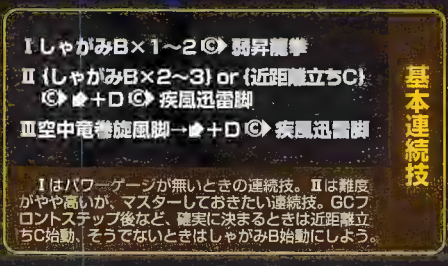 ⅠしゃがみB×1~2 Ⓒ 弱昇龍拳
Ⅱ {しゃがみB×2~3} or {近距離立ちC}
Ⓒ +D Ⓒ 疾風迅雷脚
Ⅲ空中竜巻旋風脚→+D Ⓒ 疾風迅雷脚
基本連続技
Ⅰはパワーゲージが無いときの連続技。Ⅱは難度
がやや高いが、マスターしておきたい連続技。GCフ
ロントステップ後など、確実に決まるときは近距離立
ちC始動、そうでないときはしゃがみB始動にしよう。